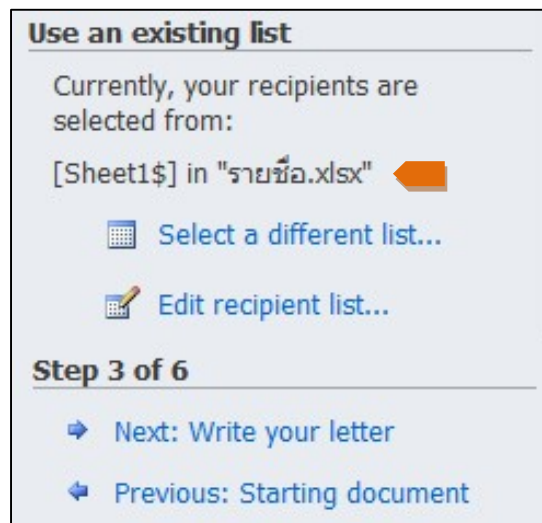 Use an existing list
Currently, your recipients are
selected from:
[Sheet1$] in "รายชื่อ.xlsx"
Select a different list...
Edit recipient list...
Step 3 of 6
Next: Write your letter
Previous: Starting document